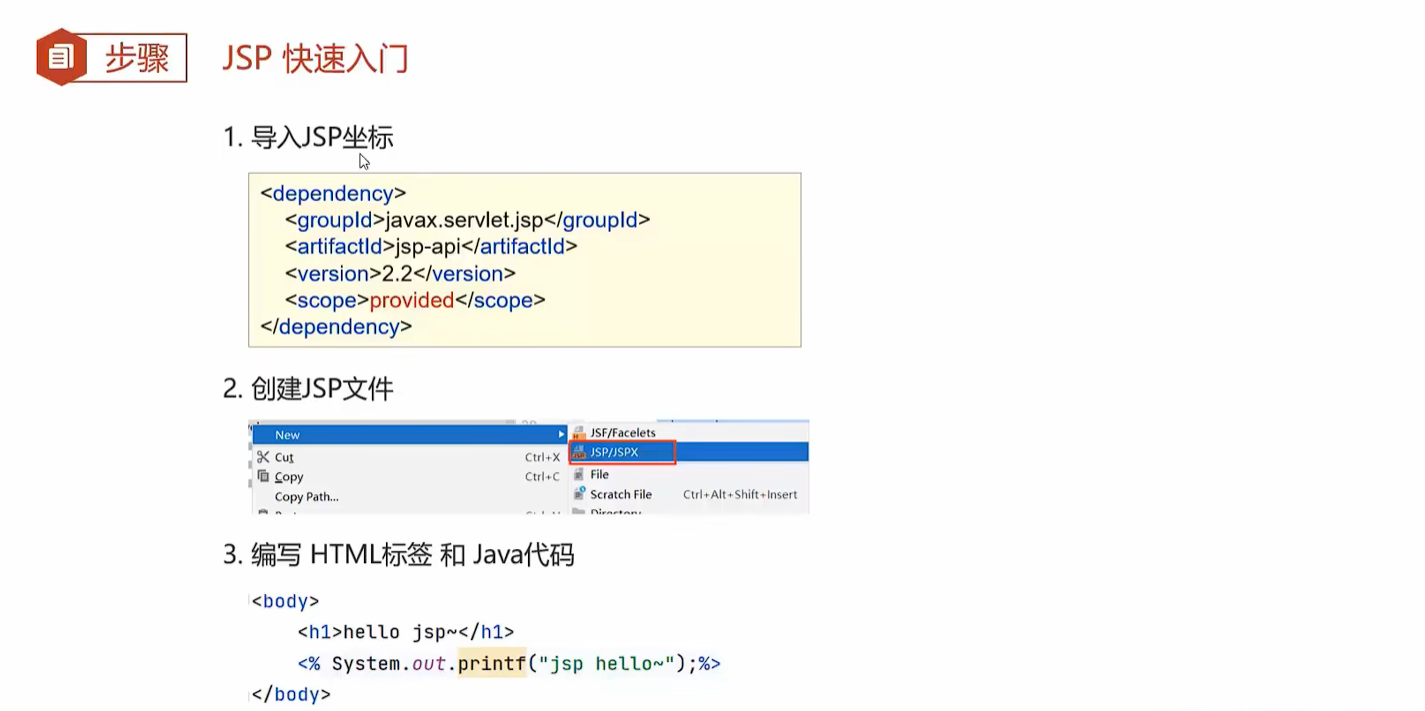 步骤
JSP 快速入门
1. 导入JSP坐标
<dependency>
<groupId>javax.servlet.jsp</groupId>
<artifactId>jsp-api</artifactId>
<version>2.2</version>
<scope>provided</scope>
</dependency>
2. 创建JSP文件
New
JSF/Facelets
JSP/JSPX
Cut Ctrl+X
Copy Ctrl+C
File
Copy Path...
Scratch File Ctrl+Alt+Shift+Insert
Directory
3. 编写 HTML标签 和 Java代码
<body>
<h1>hello jsp~</h1>
<% System.out.printf("jsp hello~");%>
</body>